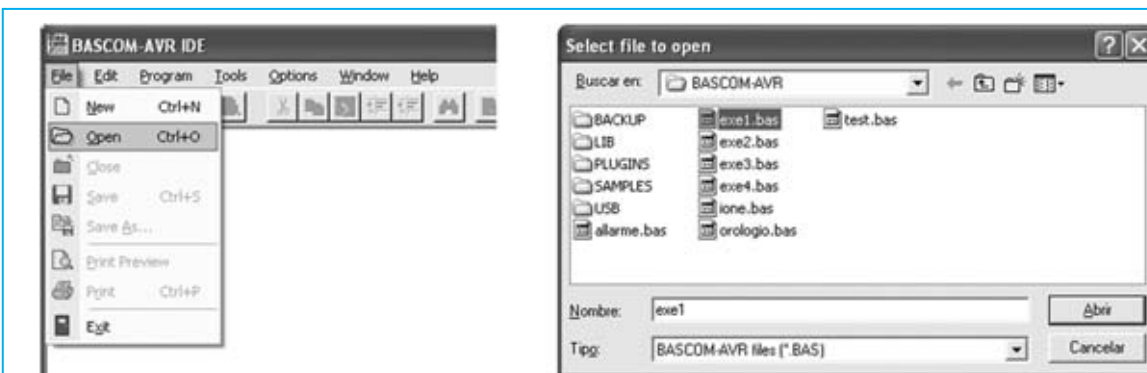 BASCOM-AVR IDE
File Edit Program Tools Options Window Help
New Ctrl+N
Open Ctrl+O
Close
Save Ctrl+S
Save As...
Print Preview
Print Ctrl+P
Exit
Select file to open
Buscar en: BASCOM-AVR
BACKUP
LIB
PLUGINS
SAMPLES
USB
allarme.bas
exe1.bas
exe2.bas
exe3.bas
exe4.bas
ione.bas
orologio.bas
test.bas
Nombre: exe1
Abrir
Tipo: BASCOM-AVR files (*.BAS)
Cancelar